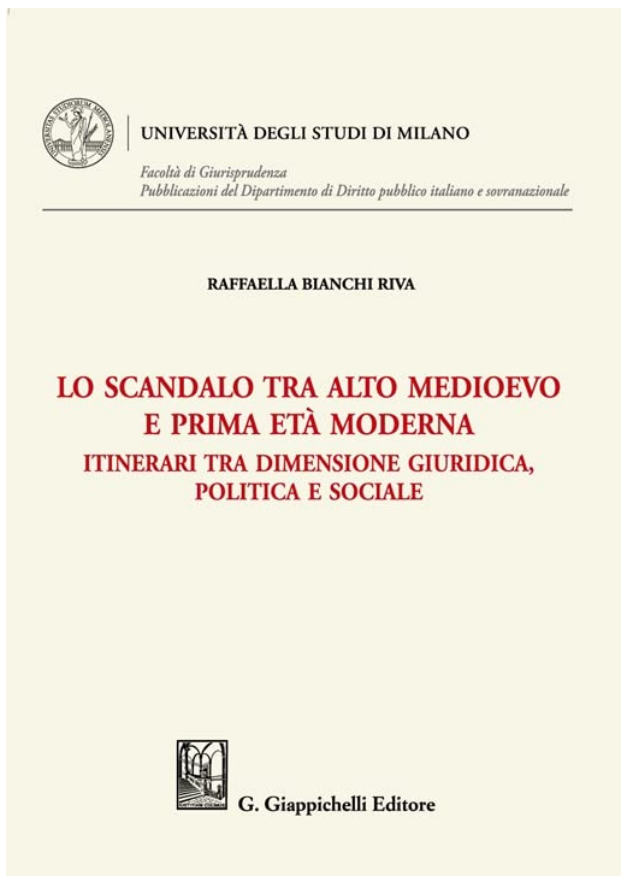 UNIVERSITÀ DEGLI STUDI DI MILANO
Facoltà di Giurisprudenza
Pubblicazioni del Dipartimento di Diritto pubblico italiano e sovranazionale
RAFFAELLA BIANCHI RIVA
LO SCANDALO TRA ALTO MEDIOEVO
E PRIMA ETÀ MODERNA
ITINERARI TRA DIMENSIONE GIURIDICA,
POLITICA E SOCIALE
G. Giappichelli Editore